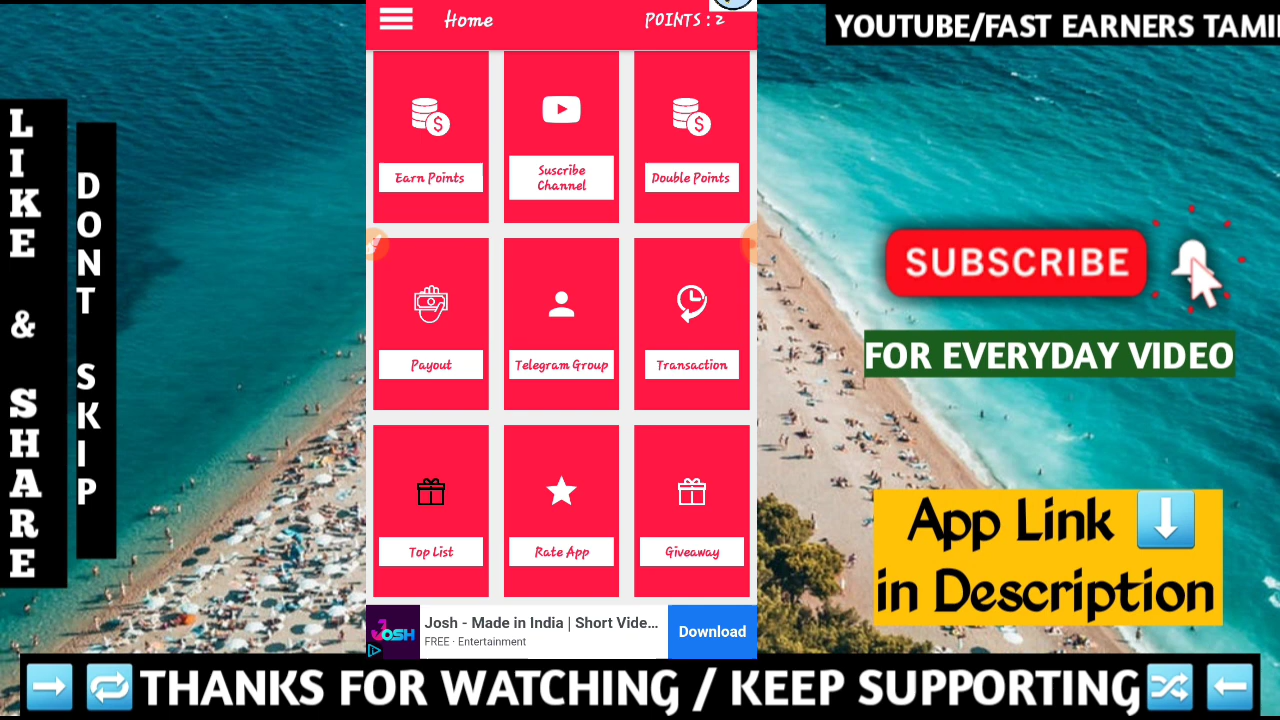 Home
POINTS : 2
YOUTUBE/FAST EARNERS TAMI
LIKE & SHARE
DONT SKIP
Earn Points
Suscribe
Channel
Double Points
SUBSCRIBE
FOR EVERYDAY VIDEO
Payout
Telegram Group
Transaction
Top List
Rate App
Giveaway
App Link ⬇️
in Description
JOSH
Josh - Made in India | Short Vide...
FREE · Entertainment
Download
➡️ 🔁 THANKS FOR WATCHING / KEEP SUPPORTING 🔀 ⬅️